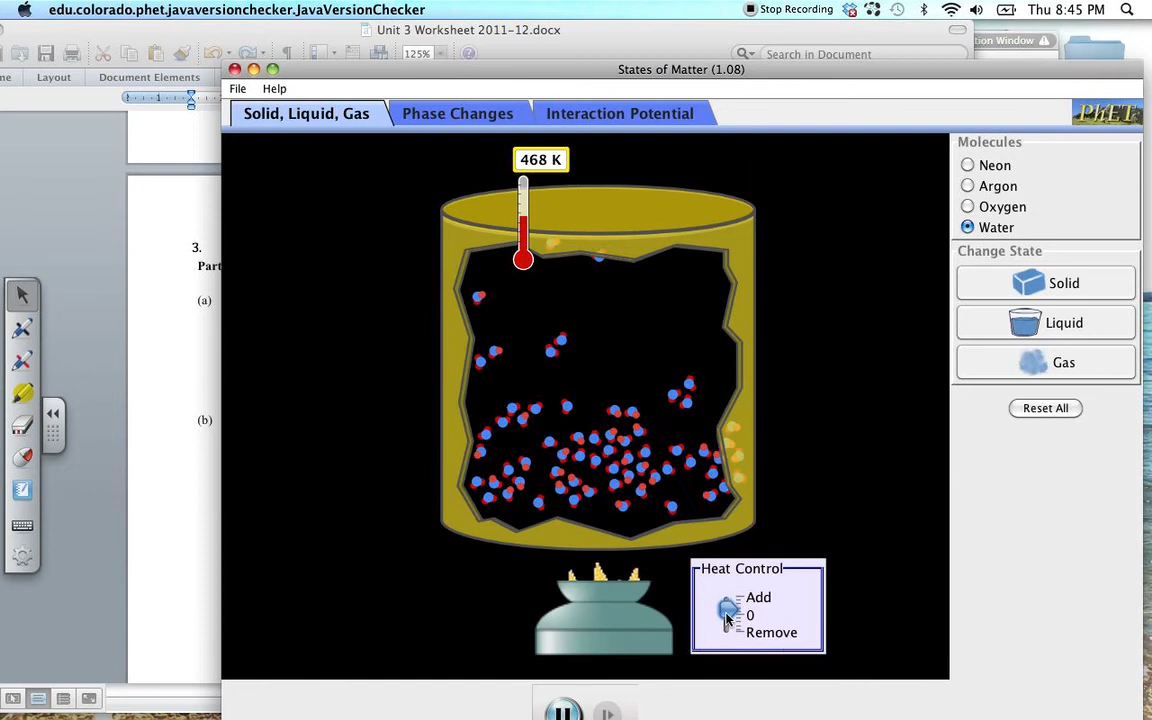 edu.colorado.phet.javaversionchecker.JavaVersionChecker
Stop Recording
Thu 8:45 PM
Unit 3 Worksheet 2011-12.docx
125%
Search in Document
tion Window
me
Layout
Document Elements
States of Matter (1.08)
File
Help
Solid, Liquid, Gas
Phase Changes
Interaction Potential
PhET
Molecules
Neon
Argon
Oxygen
Water
Change State
Solid
Liquid
Gas
Reset All
468 K
3.
Part
(a)
(b)
Heat Control
Add
0
Remove